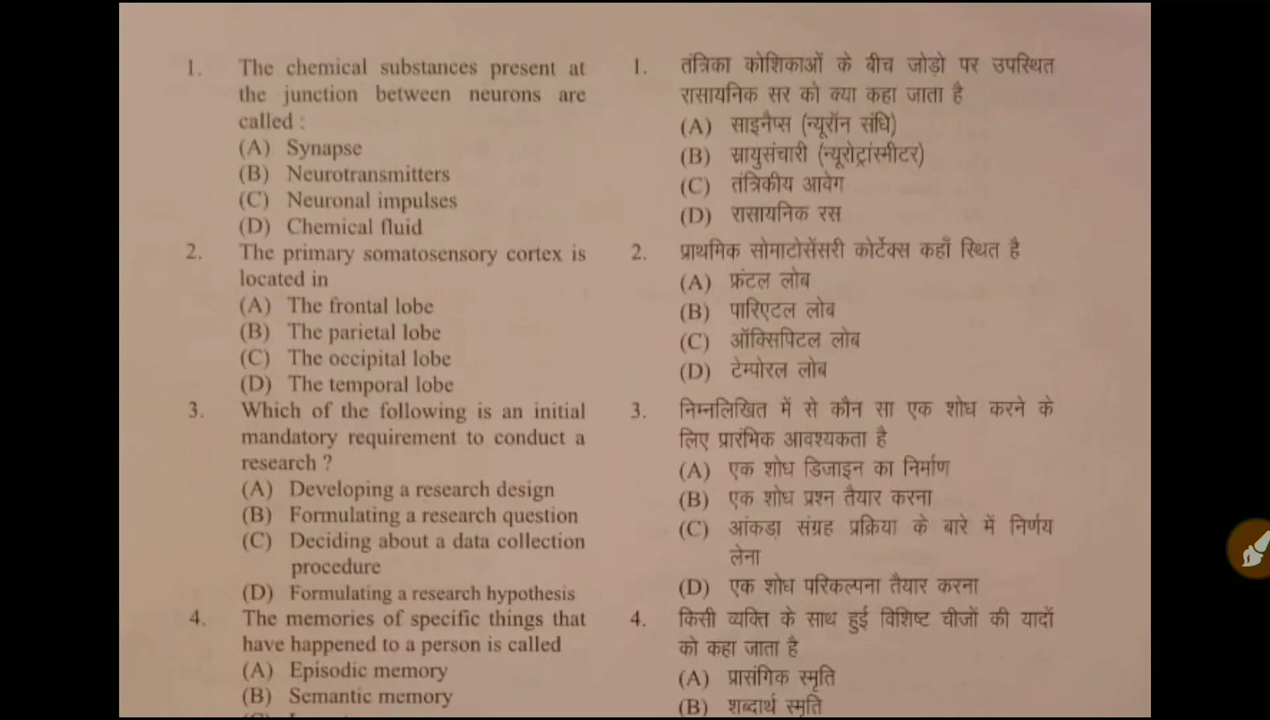 1. The chemical substances present at
the junction between neurons are
called :
(A) Synapse
(B) Neurotransmitters
(C) Neuronal impulses
(D) Chemical fluid
2. The primary somatosensory cortex is
located in
(A) The frontal lobe
(B) The parietal lobe
(C) The occipital lobe
(D) The temporal lobe
3. Which of the following is an initial
mandatory requirement to conduct a
research ?
(A) Developing a research design
(B) Formulating a research question
(C) Deciding about a data collection
procedure
(D) Formulating a research hypothesis
4. The memories of specific things that
have happened to a person is called
(A) Episodic memory
(B) Semantic memory
1. तंत्रिका कोशिकाओं के बीच जोड़ो पर उपस्थित
रासायनिक सर को क्या कहा जाता है
(A) साइनैप्स (न्यूरॉन संधि)
(B) स्नायुसंचारी (न्यूरोट्रांस्मीटर)
(C) तंत्रिकीय आवेग
(D) रासायनिक रस
2. प्राथमिक सोमाटोसेंसरी कोर्टेक्स कहाँ स्थित है
(A) फ्रंटल लोब
(B) पारिएटल लोब
(C) ऑक्सिपिटल लोब
(D) टेम्पोरल लोब
3. निम्नलिखित में से कौन सा एक शोध करने के
लिए प्रारंभिक आवश्यकता है
(A) एक शोध डिजाइन का निर्माण
(B) एक शोध प्रश्न तैयार करना
(C) आंकड़ा संग्रह प्रक्रिया के बारे में निर्णय
लेना
(D) एक शोध परिकल्पना तैयार करना
4. किसी व्यक्ति के साथ हुई विशिष्ट चीजों की यादों
को कहा जाता है
(A) प्रासंगिक स्मृति
(B) शब्दार्थ स्मृति